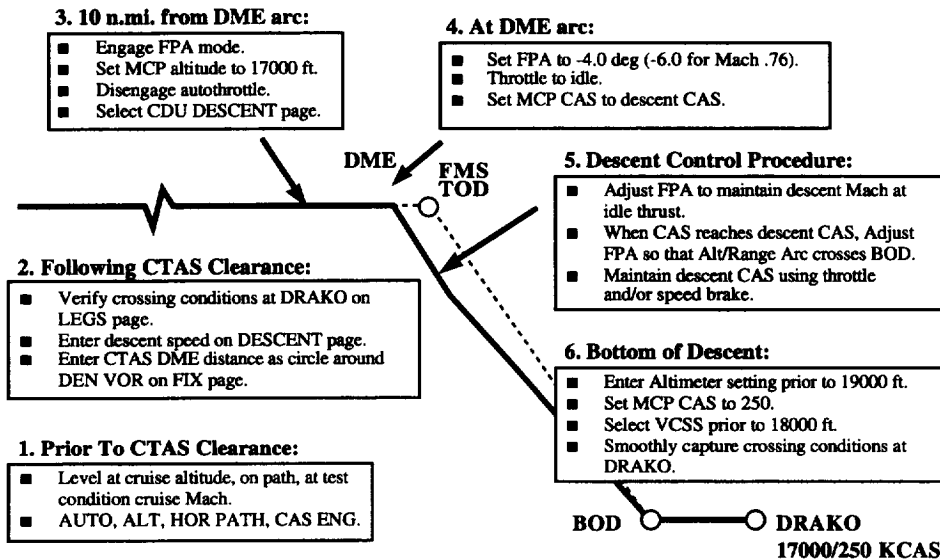 3. 10 n.mi. from DME arc:
■ Engage FPA mode.
■ Set MCP altitude to 17000 ft.
■ Disengage autothrottle.
■ Select CDU DESCENT page.
4. At DME arc:
■ Set FPA to -4.0 deg (-6.0 for Mach .76).
■ Throttle to idle.
■ Set MCP CAS to descent CAS.
DME
FMS
TOD
5. Descent Control Procedure:
■ Adjust FPA to maintain descent Mach at
idle thrust.
■ When CAS reaches descent CAS, Adjust
FPA so that Alt/Range Arc crosses BOD.
■ Maintain descent CAS using throttle
and/or speed brake.
2. Following CTAS Clearance:
■ Verify crossing conditions at DRAKO on
LEGS page.
■ Enter descent speed on DESCENT page.
■ Enter CTAS DME distance as circle around
DEN VOR on FIX page.
6. Bottom of Descent:
■ Enter Altimeter setting prior to 19000 ft.
■ Set MCP CAS to 250.
■ Select VCSS prior to 18000 ft.
■ Smoothly capture crossing conditions at
DRAKO.
1. Prior To CTAS Clearance:
■ Level at cruise altitude, on path, at test
condition cruise Mach.
■ AUTO, ALT, HOR PATH, CAS ENG.
BOD
DRAKO
17000/250 KCAS